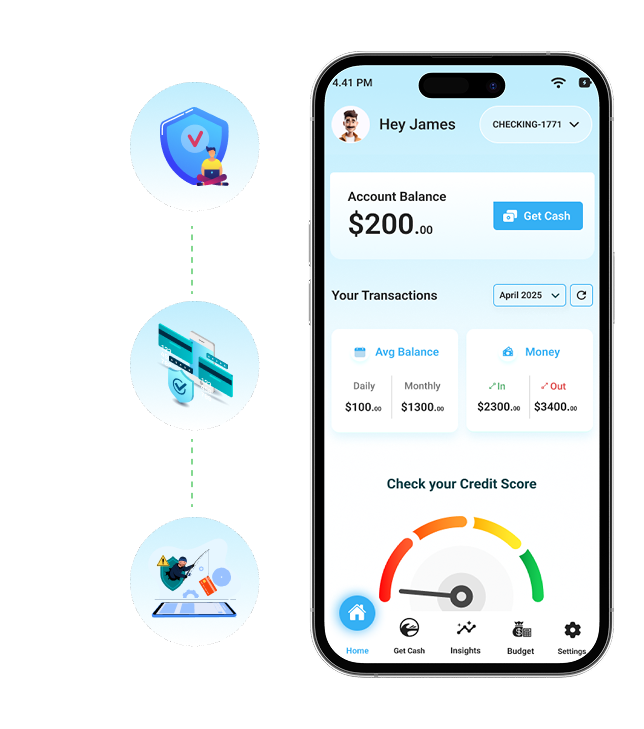 4.41 PM
Hey James
CHECKING-1771
Account Balance
$200.00
Get Cash
Your Transactions
April 2025
Avg Balance
Money
Daily
Monthly
In
Out
$100.00
$1300.00
$2300.00
$3400.00
Check your Credit Score
Home
Get Cash
Insights
Budget
Settings